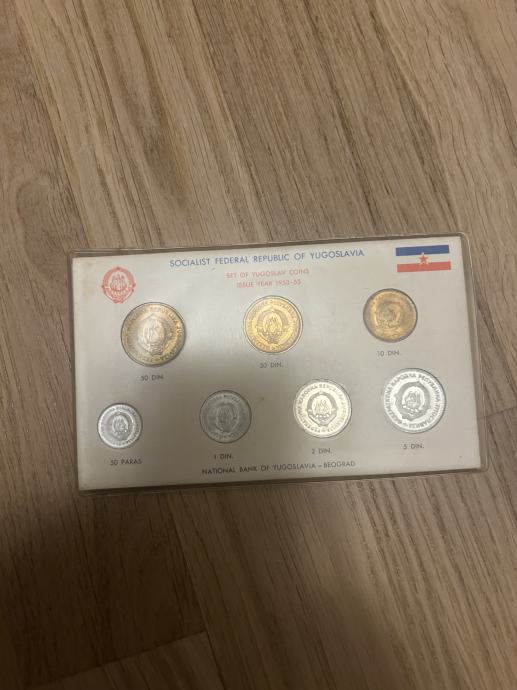 SOCIALIST FEDERAL REPUBLIC OF YUGOSLAVIA
SET OF YUGOSLAV COINS
ISSUE YEAR 1953-55
50 DIN.
20 DIN.
10 DIN.
50 PARAS
1 DIN.
2 DIN.
5 DIN.
NATIONAL BANK OF YUGOSLAVIA – BEOGRAD